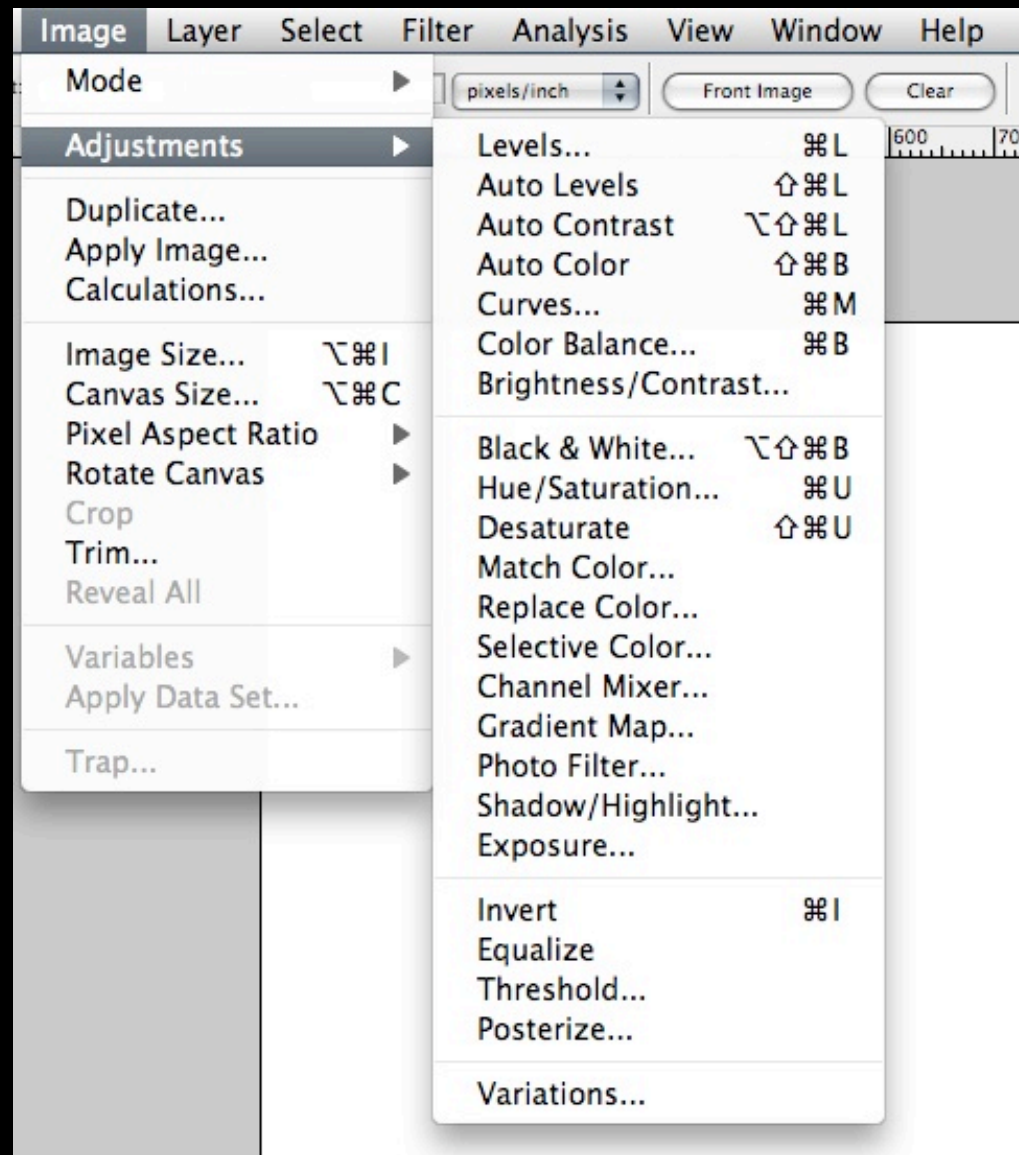 Image Layer Select Filter Analysis View Window Help
pixels/inch Front Image Clear
600 70
Mode
Adjustments
Duplicate...
Apply Image...
Calculations...
Image Size... ⌥⌘I
Canvas Size... ⌥⌘C
Pixel Aspect Ratio
Rotate Canvas
Crop
Trim...
Reveal All
Variables
Apply Data Set...
Trap...
Levels... ⌘L
Auto Levels ⇧⌘L
Auto Contrast ⌥⇧⌘L
Auto Color ⇧⌘B
Curves... ⌘M
Color Balance... ⌘B
Brightness/Contrast...
Black & White... ⌥⇧⌘B
Hue/Saturation... ⌘U
Desaturate ⇧⌘U
Match Color...
Replace Color...
Selective Color...
Channel Mixer...
Gradient Map...
Photo Filter...
Shadow/Highlight...
Exposure...
Invert ⌘I
Equalize
Threshold...
Posterize...
Variations...